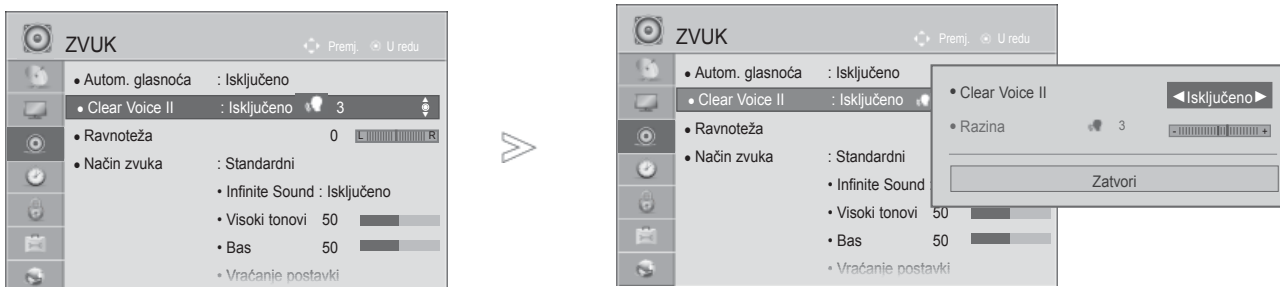 ZVUK
Premj. U redu
• Autom. glasnoća : Isključeno
• Clear Voice II : Isključeno 3
• Ravnoteža 0 L R
• Način zvuka : Standardni
• Infinite Sound : Isključeno
• Visoki tonovi 50
• Bas 50
• Vraćanje postavki
ZVUK
Premj. U redu
• Autom. glasnoća : Isključeno
• Clear Voice II : Isključeno
• Ravnoteža
• Način zvuka : Standardni
• Infinite Sound :
• Visoki tonovi 50
• Bas 50
• Vraćanje postavki
• Clear Voice II ◄Isključeno►
• Razina 3 - +
Zatvori